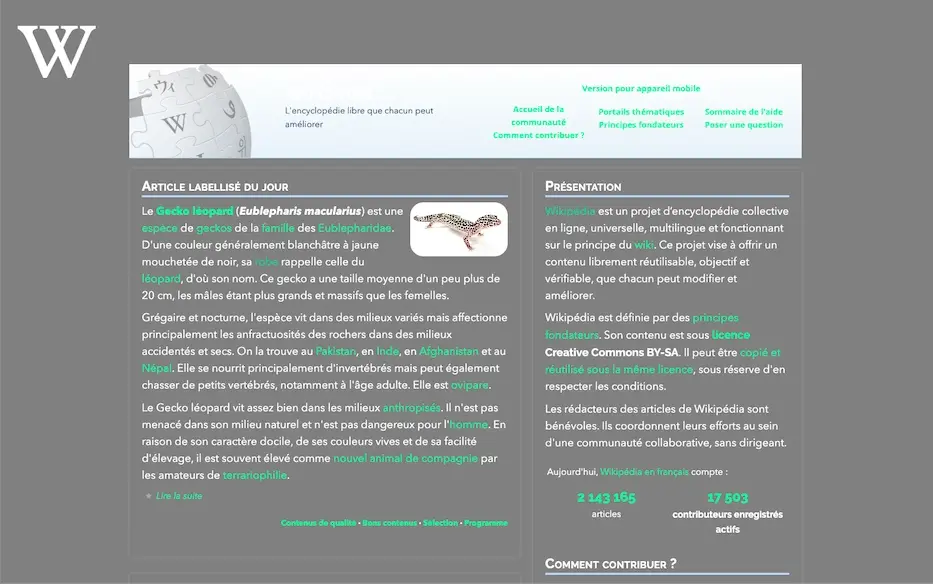 W
Version pour appareil mobile
L'encyclopédie libre que chacun peut
améliorer
Accueil de la
communauté
Comment contribuer ?
Portails thématiques
Principes fondateurs
Sommaire de l'aide
Poser une question
Article labellisé du jour
Le Gecko léopard (Eublepharis macularius) est une
espèce de geckos de la famille des Eublepharidae.
D'une couleur généralement blanchâtre à jaune
mouchetée de noir, sa robe rappelle celle du
léopard, d'où son nom. Ce gecko a une taille moyenne d'un peu plus de
20 cm, les mâles étant plus grands et massifs que les femelles.
Grégaire et nocturne, l'espèce vit dans des milieux variés mais affectionne
principalement les anfractuosités des rochers dans des milieux
accidentés et secs. On la trouve au Pakistan, en Inde, en Afghanistan et au
Népal. Elle se nourrit principalement d'invertébrés mais peut également
chasser de petits vertébrés, notamment à l'âge adulte. Elle est ovipare.
Le Gecko léopard vit assez bien dans les milieux anthropisés. Il n'est pas
menacé dans son milieu naturel et n'est pas dangereux pour l'homme. En
raison de son caractère docile, de ses couleurs vives et de sa facilité
d'élevage, il est souvent élevé comme nouvel animal de compagnie par
les amateurs de terrariophilie.
Lire la suite
Contenus de qualité • Bons contenus • Sélection • Programme
Présentation
Wikipédia est un projet d'encyclopédie collective
en ligne, universelle, multilingue et fonctionnant
sur le principe du wiki. Ce projet vise à offrir un
contenu librement réutilisable, objectif et
vérifiable, que chacun peut modifier et
améliorer.
Wikipédia est définie par des principes
fondateurs. Son contenu est sous licence
Creative Commons BY-SA. Il peut être copié et
réutilisé sous la même licence, sous réserve d'en
respecter les conditions.
Les rédacteurs des articles de Wikipédia sont
bénévoles. Ils coordonnent leurs efforts au sein
d'une communauté collaborative, sans dirigeant.
Aujourd'hui, Wikipédia en français compte :
2 143 165
articles
17 503
contributeurs enregistrés
actifs
Comment contribuer ?